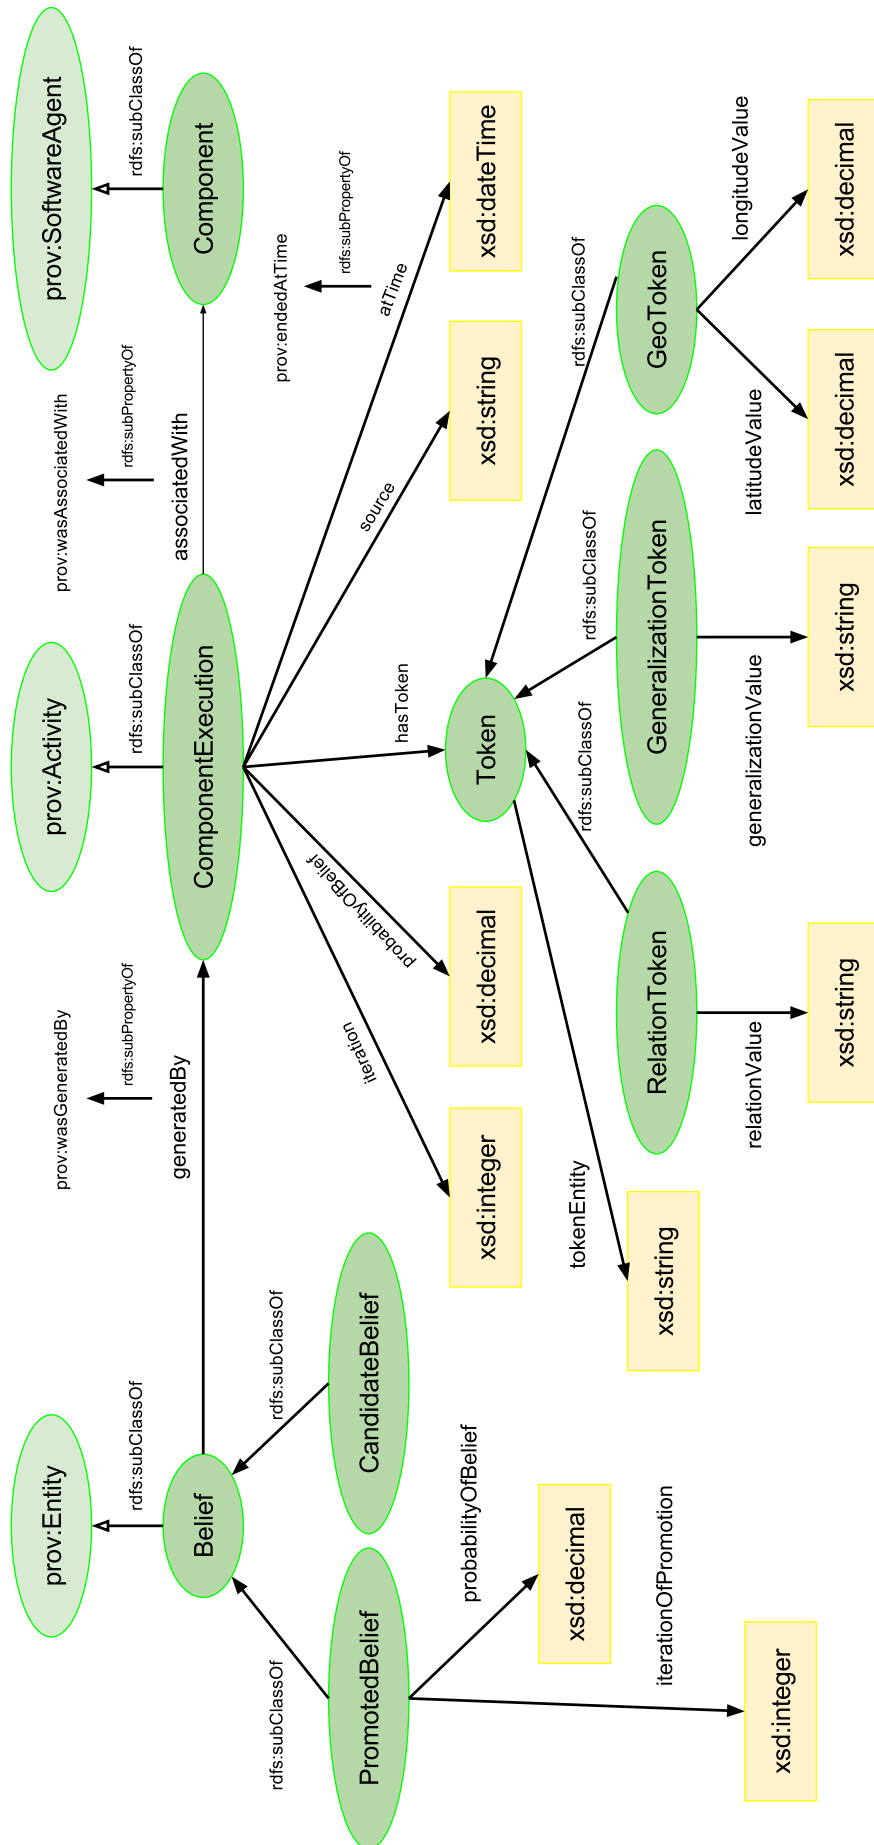 prov:Entity
prov:Activity
prov:SoftwareAgent
prov:wasGeneratedBy
prov:wasAssociatedWith
rdfs:subClassOf
rdfs:subPropertyOf
rdfs:subClassOf
rdfs:subPropertyOf
rdfs:subClassOf
generatedBy
associatedWith
Belief
ComponentExecution
Component
rdfs:subClassOf
rdfs:subClassOf
prov:endedAtTime
rdfs:subPropertyOf
atTime
PromotedBelief
CandidateBelief
iteration
probabilityOfBelief
hasToken
source
probabilityOfBelief
xsd:integer
xsd:decimal
Token
xsd:string
xsd:dateTime
xsd:decimal
tokenEntity
rdfs:subClassOf
rdfs:subClassOf
rdfs:subClassOf
iterationOfPromotion
xsd:string
RelationToken
GeneralizationToken
GeoToken
relationValue
generalizationValue
latitudeValue
longitudeValue
xsd:integer
xsd:string
xsd:string
xsd:decimal
xsd:decimal